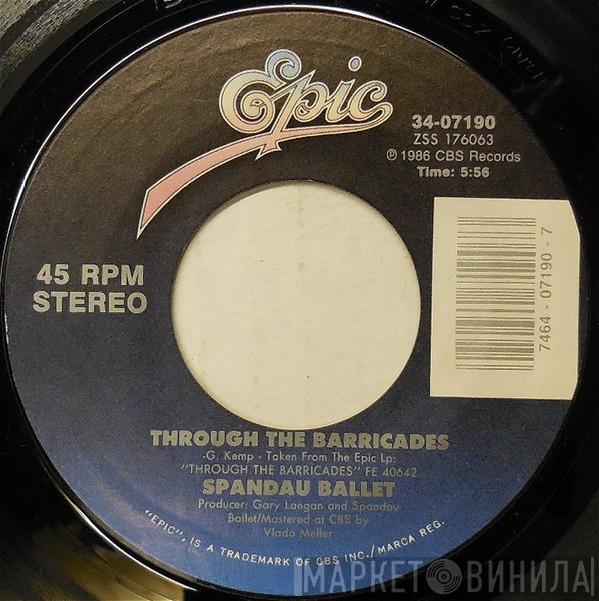 Epic
34-07190
ZSS 176063
℗ 1986 CBS Records
Time: 5:56
45 RPM
STEREO
7464 - 07190 - 7
THROUGH THE BARRICADES
-G. Kemp - Taken From The Epic Lp:
"THROUGH THE BARRICADES" FE 40642
SPANDAU BALLET
Producer: Gary Langan and Spandau
Ballet/Mastered at CBS by
Vlado Meller
"EPIC", IS A TRADEMARK OF CBS INC./MARCA REG.
МАРКЕТ ВИНИЛА